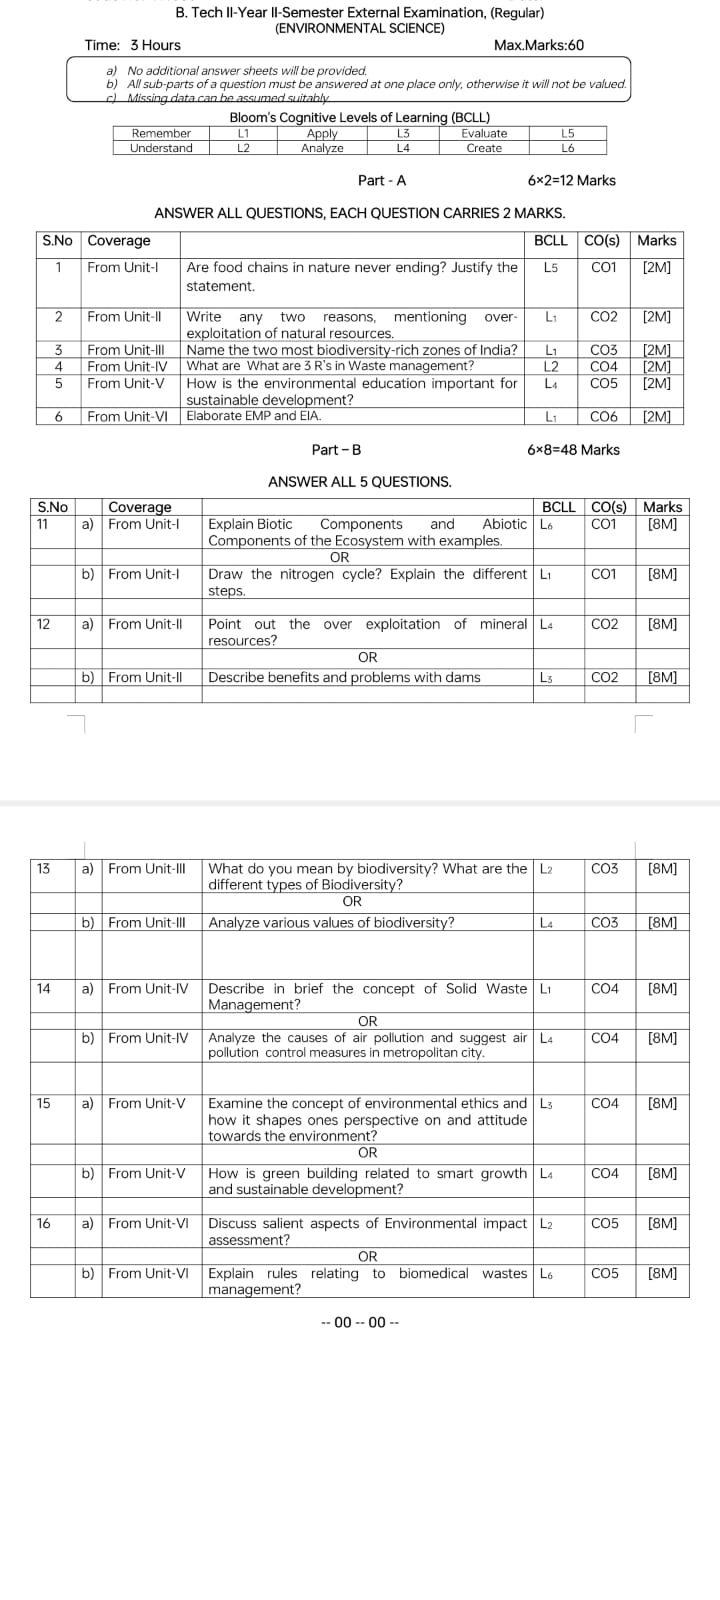 B. Tech II-Year II-Semester External Examination, (Regular)
(ENVIRONMENTAL SCIENCE)
Time: 3 Hours Max.Marks:60
a) No additional answer sheets will be provided.
b) All sub-parts of a question must be answered at one place only, otherwise it will not be valued.
c) Missing data can be assumed suitably.
Bloom's Cognitive Levels of Learning (BCLL)
Remember L1 Apply L3 Evaluate L5
Understand L2 Analyze L4 Create L6
Part - A 6×2=12 Marks
ANSWER ALL QUESTIONS, EACH QUESTION CARRIES 2 MARKS.
S.No Coverage BCLL CO(s) Marks
1 From Unit-I Are food chains in nature never ending? Justify the L5 CO1 [2M]
statement.
2 From Unit-II Write any two reasons, mentioning over- L1 CO2 [2M]
exploitation of natural resources.
3 From Unit-III Name the two most biodiversity-rich zones of India? L1 CO3 [2M]
4 From Unit-IV What are What are 3 R's in Waste management? L2 CO4 [2M]
5 From Unit-V How is the environmental education important for L4 CO5 [2M]
sustainable development?
6 From Unit-VI Elaborate EMP and EIA. L1 CO6 [2M]
Part – B 6×8=48 Marks
ANSWER ALL 5 QUESTIONS.
S.No Coverage BCLL CO(s) Marks
11 a) From Unit-I Explain Biotic Components and Abiotic L6 CO1 [8M]
Components of the Ecosystem with examples.
OR
b) From Unit-I Draw the nitrogen cycle? Explain the different L1 CO1 [8M]
steps.
12 a) From Unit-II Point out the over exploitation of mineral L4 CO2 [8M]
resources?
OR
b) From Unit-II Describe benefits and problems with dams L3 CO2 [8M]
13 a) From Unit-III What do you mean by biodiversity? What are the L2 CO3 [8M]
different types of Biodiversity?
OR
b) From Unit-III Analyze various values of biodiversity? L4 CO3 [8M]
14 a) From Unit-IV Describe in brief the concept of Solid Waste L1 CO4 [8M]
Management?
OR
b) From Unit-IV Analyze the causes of air pollution and suggest air L4 CO4 [8M]
pollution control measures in metropolitan city.
15 a) From Unit-V Examine the concept of environmental ethics and L3 CO4 [8M]
how it shapes ones perspective on and attitude
towards the environment?
OR
b) From Unit-V How is green building related to smart growth L4 CO4 [8M]
and sustainable development?
16 a) From Unit-VI Discuss salient aspects of Environmental impact L2 CO5 [8M]
assessment?
OR
b) From Unit-VI Explain rules relating to biomedical wastes L6 CO5 [8M]
management?
-- 00 -- 00 --